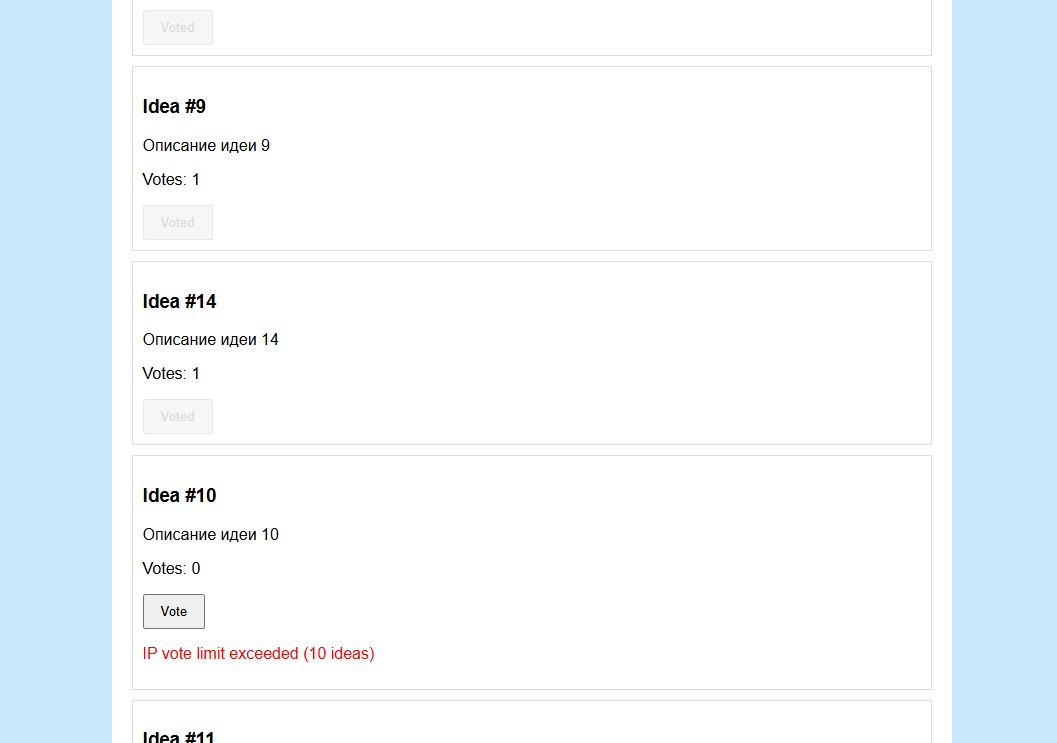 Voted
Idea #9
Описание идеи 9
Votes: 1
Voted
Idea #14
Описание идеи 14
Votes: 1
Voted
Idea #10
Описание идеи 10
Votes: 0
Vote
IP vote limit exceeded (10 ideas)
Idea #11